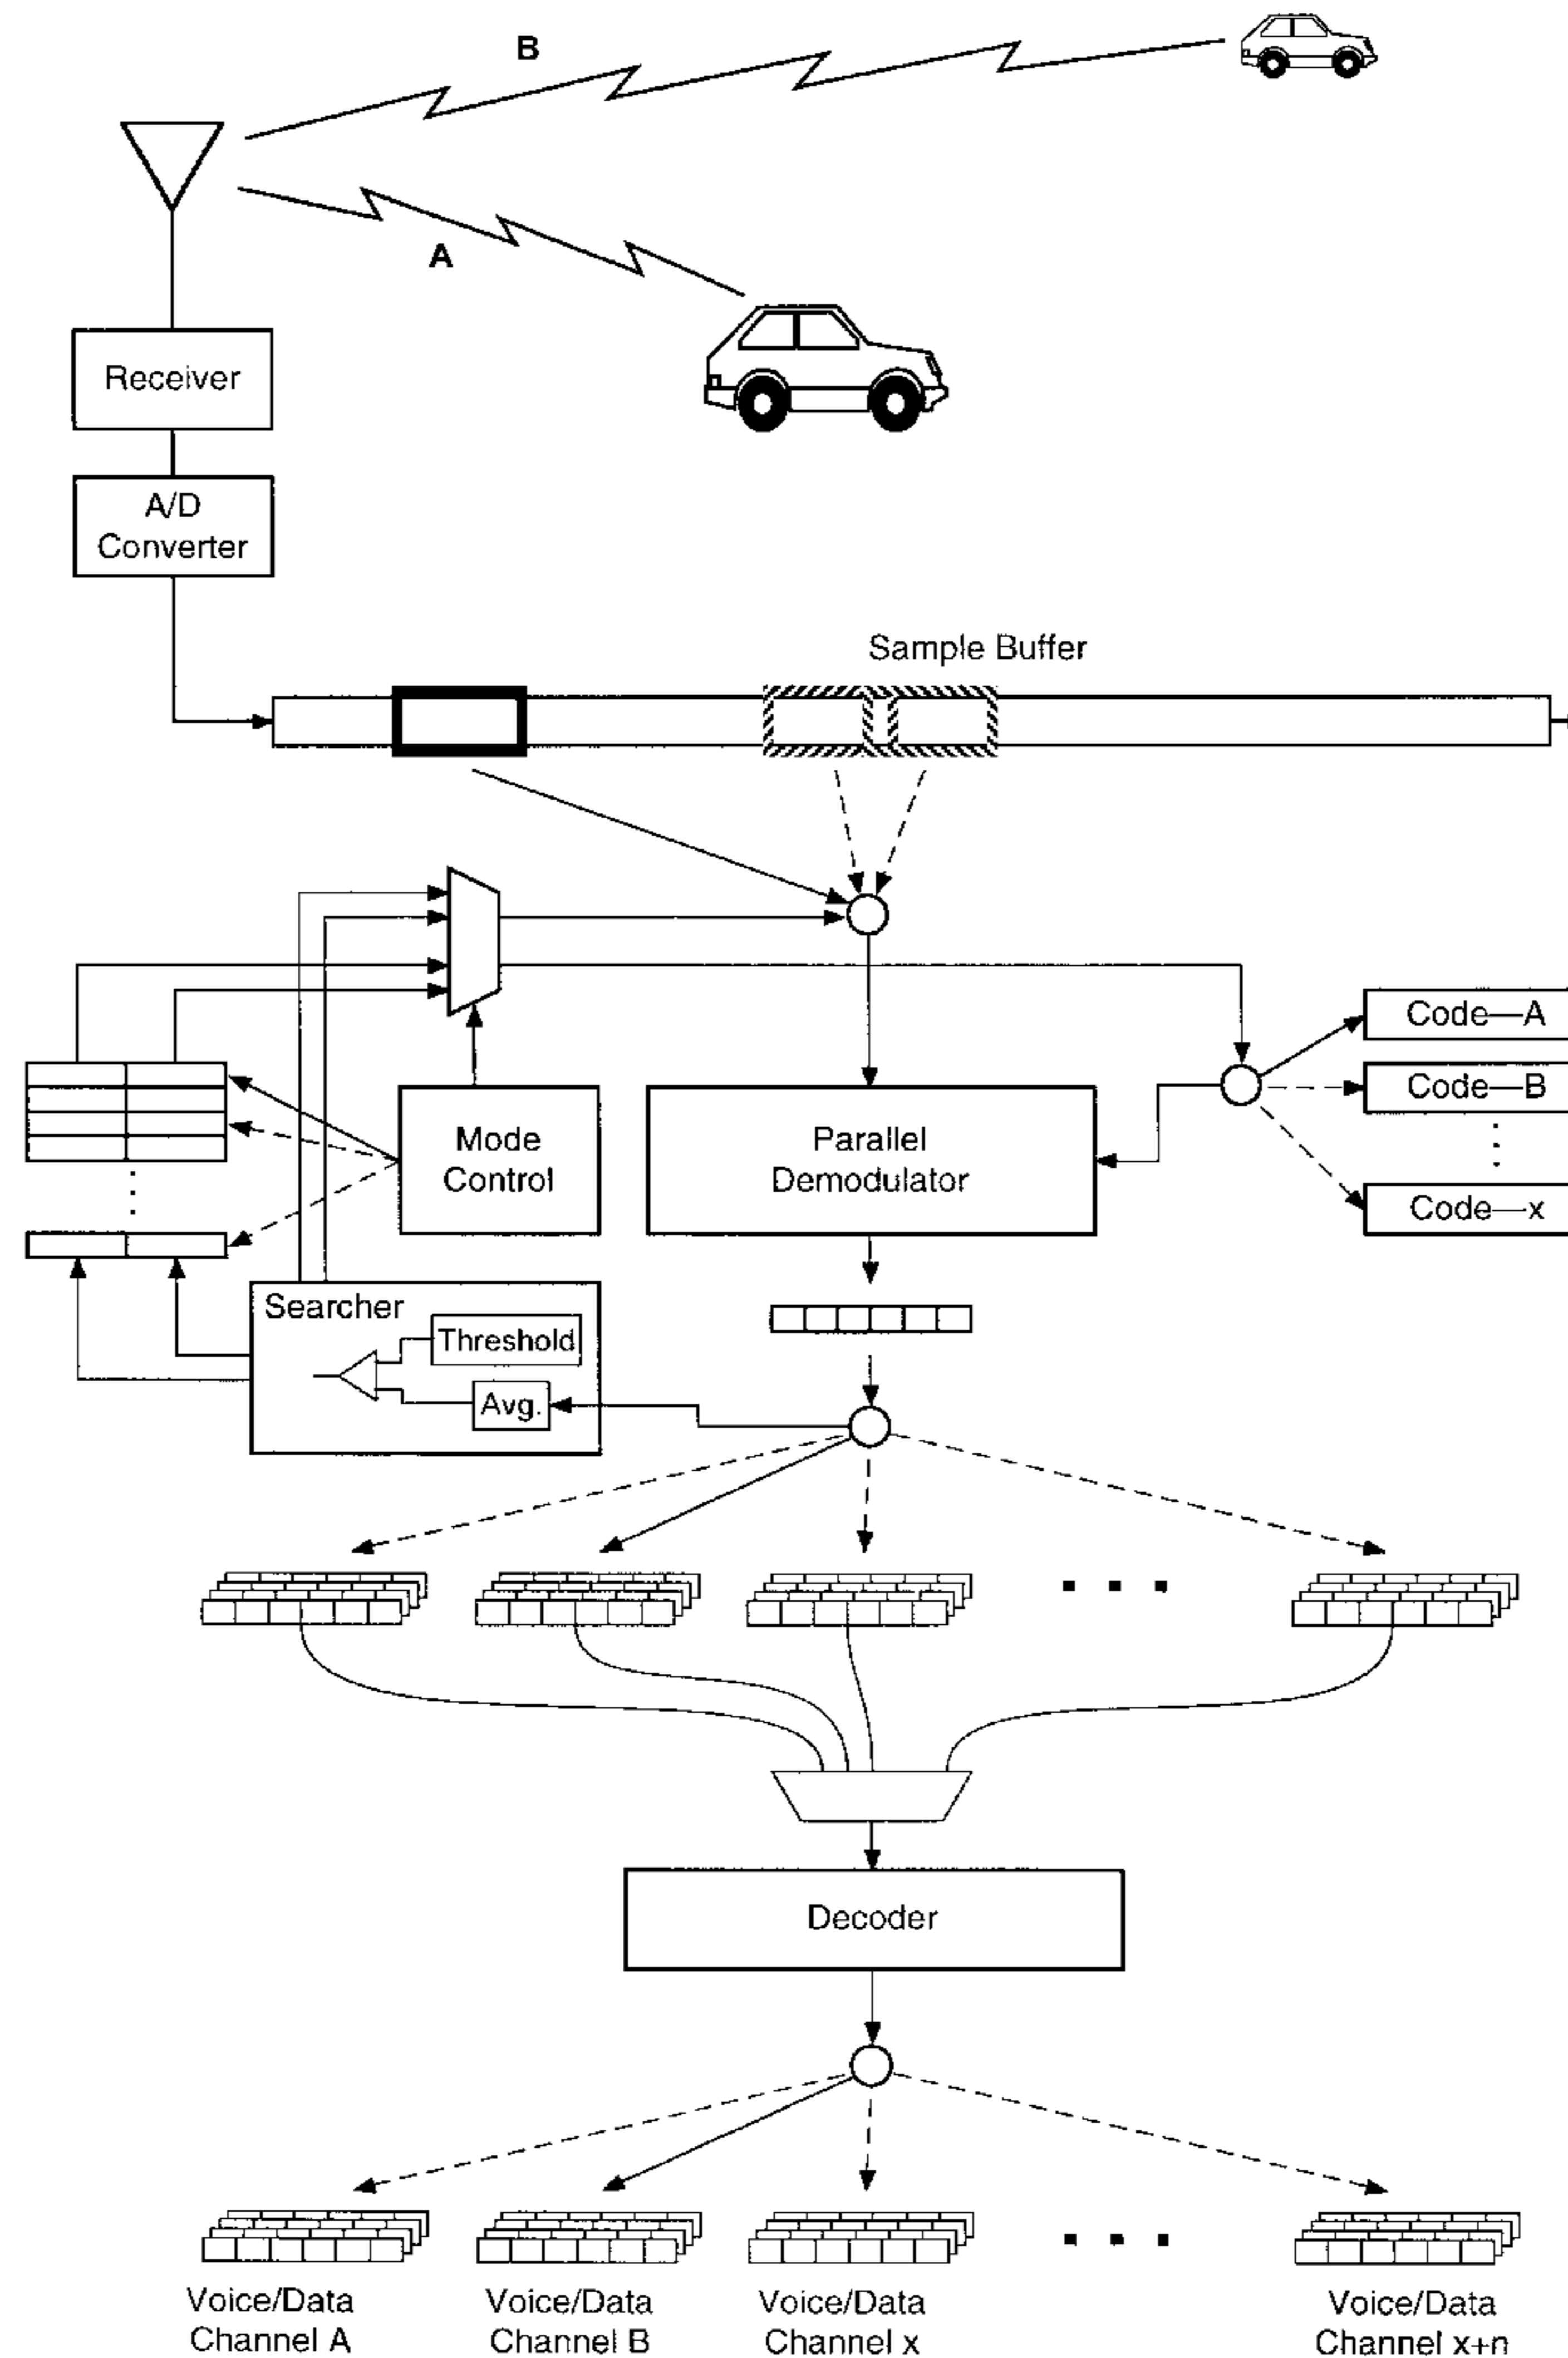 B
A
Receiver
A/D
Converter
Sample Buffer
Code—A
Code—B
Code—x
Mode
Control
Parallel
Demodulator
Searcher
Threshold
Avg.
Decoder
Voice/Data
Channel A
Voice/Data
Channel B
Voice/Data
Channel x
Voice/Data
Channel x+n